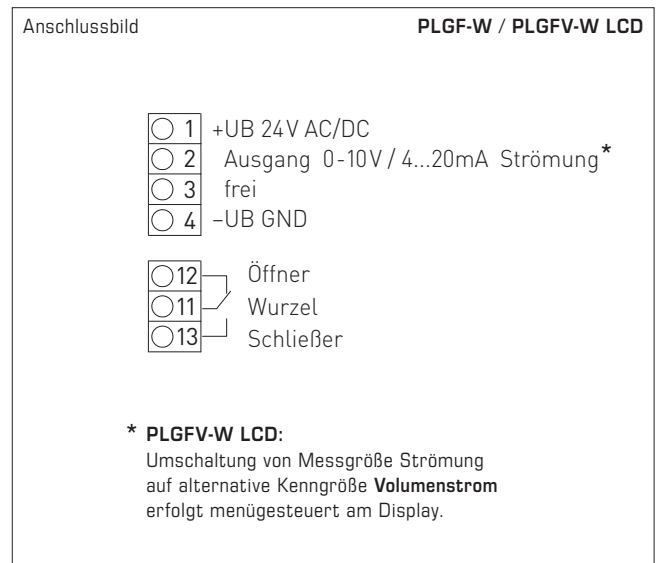 Anschlussbild PLGF-W / PLGFV-W LCD
1 +UB 24V AC/DC
2 Ausgang 0-10V / 4...20mA Strömung*
3 frei
4 –UB GND
12 Öffner
11 Wurzel
13 Schließer
* PLGFV-W LCD:
Umschaltung von Messgröße Strömung
auf alternative Kenngröße Volumenstrom
erfolgt menügesteuert am Display.